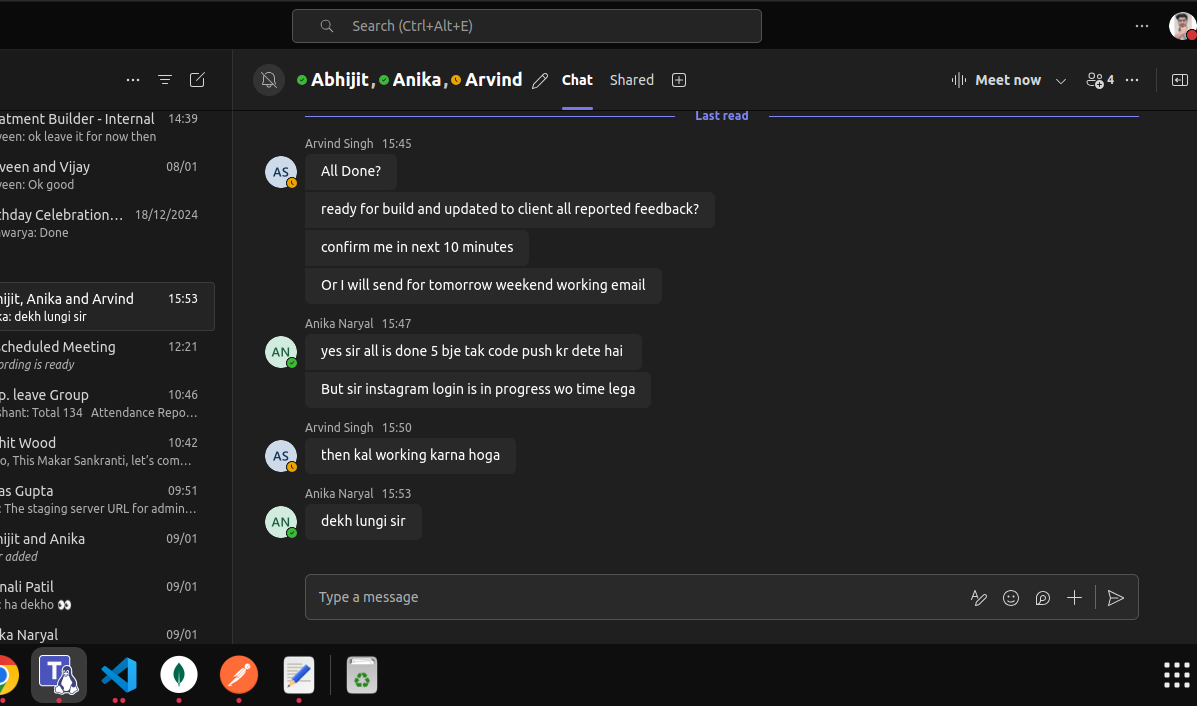 Search (Ctrl+Alt+E)
Abhijit, Anika, Arvind
Chat
Shared
Meet now
4
atment Builder - Internal 14:39
veen: ok leave it for now then
veen and Vijay 08/01
veen: Ok good
thday Celebration... 18/12/2024
warya: Done
ijit, Anika and Arvind 15:53
ka: dekh lungi sir
cheduled Meeting 12:21
ording is ready
p. leave Group 10:46
shant: Total 134 Attendance Repo...
hit Wood 10:42
o, This Makar Sankranti, let's com...
as Gupta 09:51
: The staging server URL for admin...
ijit and Anika 09/01
r added
nali Patil 09/01
: ha dekho 👀
ka Naryal 09/01
Last read
Arvind Singh 15:45
AS
All Done?
ready for build and updated to client all reported feedback?
confirm me in next 10 minutes
Or I will send for tomorrow weekend working email
Anika Naryal 15:47
AN
yes sir all is done 5 bje tak code push kr dete hai
But sir instagram login is in progress wo time lega
Arvind Singh 15:50
AS
then kal working karna hoga
Anika Naryal 15:53
AN
dekh lungi sir
Type a message
T